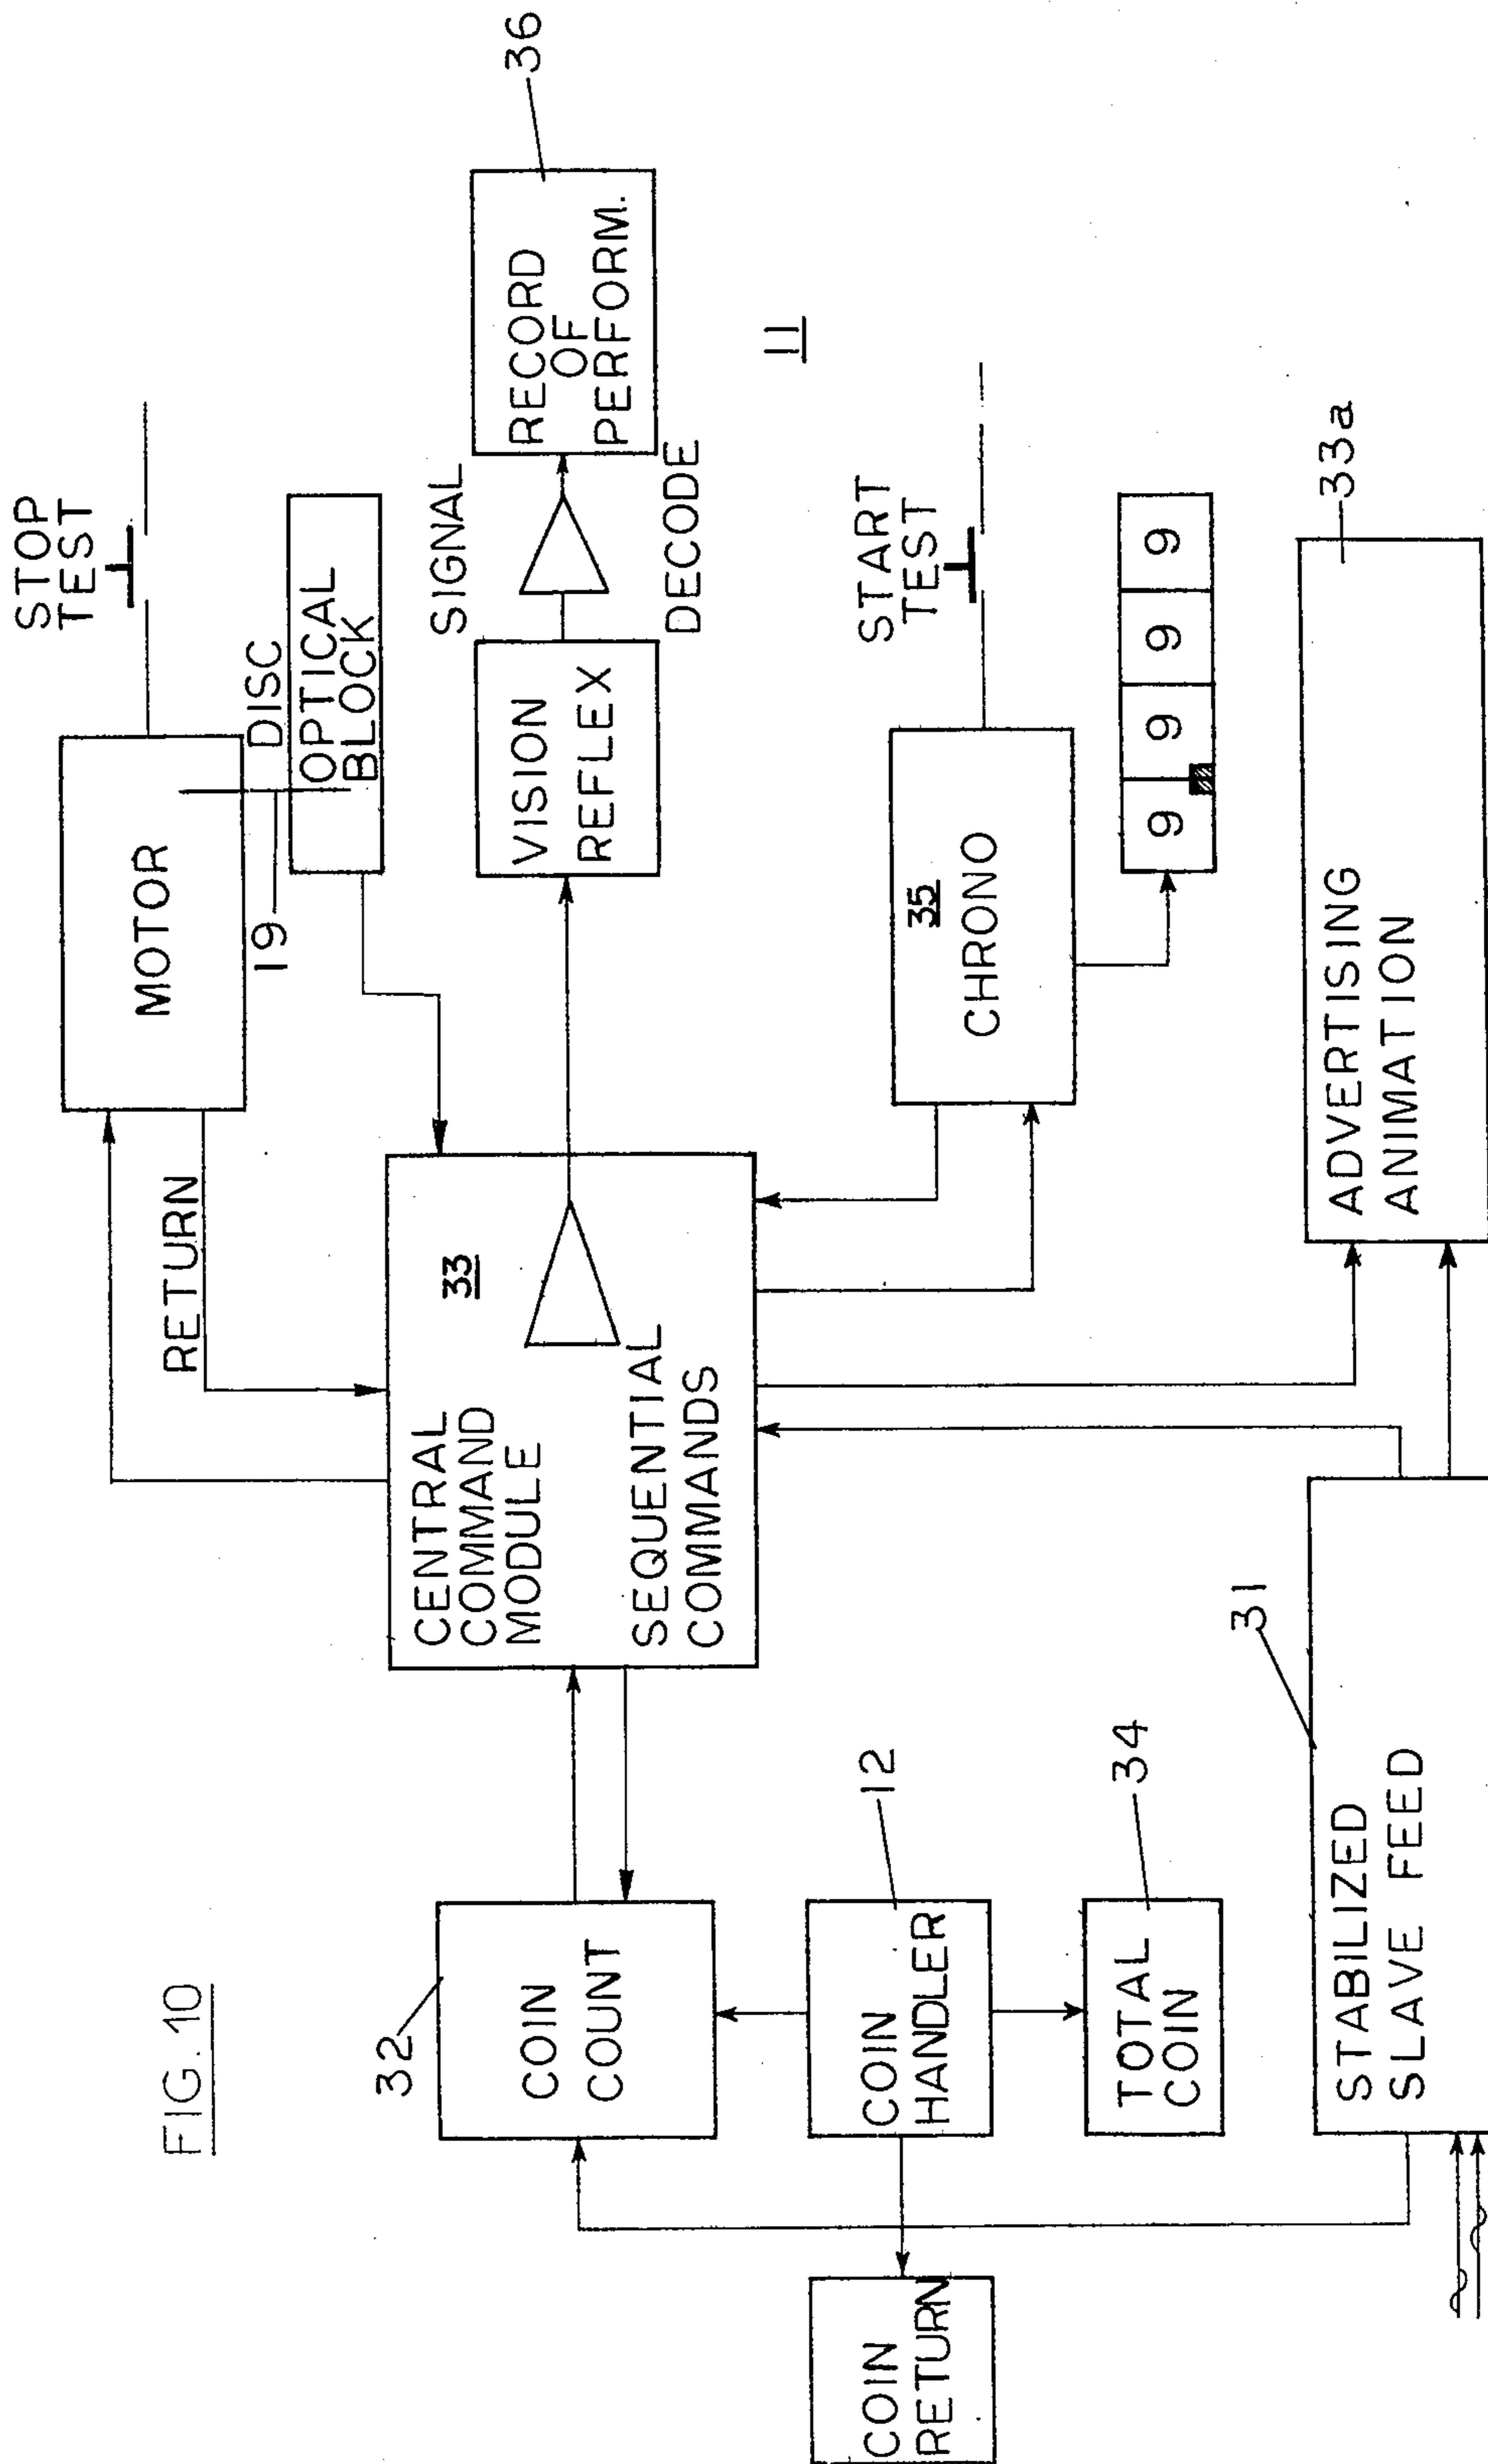 FIG. 10
STOP
TEST
MOTOR
RETURN
DISC
19
OPTICAL
BLOCK
CENTRAL
COMMAND
MODULE
33
SEQUENTIAL
COMMANDS
VISION
REFLEX
SIGNAL
DECODE
RECORD
OF
PERFORM.
36
11
32
COIN
COUNT
COIN
HANDLER
12
COIN
RETURN
TOTAL
COIN
34
START
TEST
35
CHRONO
9 9 9 9
31
STABILIZED
SLAVE FEED
ADVERTISING
ANIMATION
33a